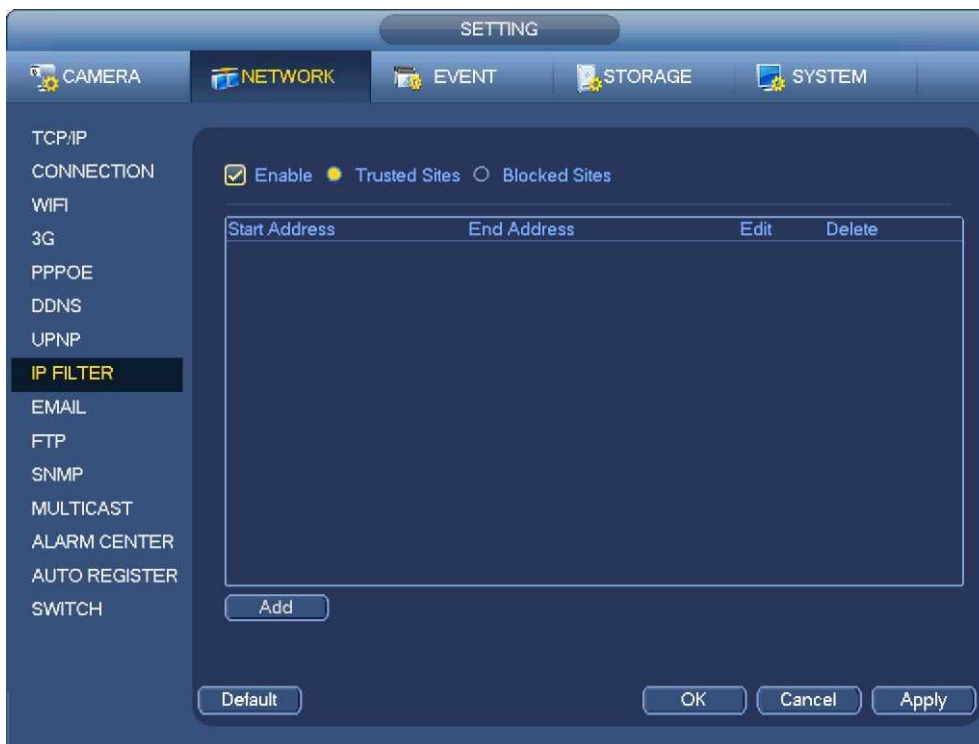 SETTING
CAMERA NETWORK EVENT STORAGE SYSTEM
TCP/IP
CONNECTION
WIFI
3G
PPPOE
DDNS
UPNP
IP FILTER
EMAIL
FTP
SNMP
MULTICAST
ALARM CENTER
AUTO REGISTER
SWITCH
Enable Trusted Sites Blocked Sites
Start Address End Address Edit Delete
Add
Default OK Cancel Apply